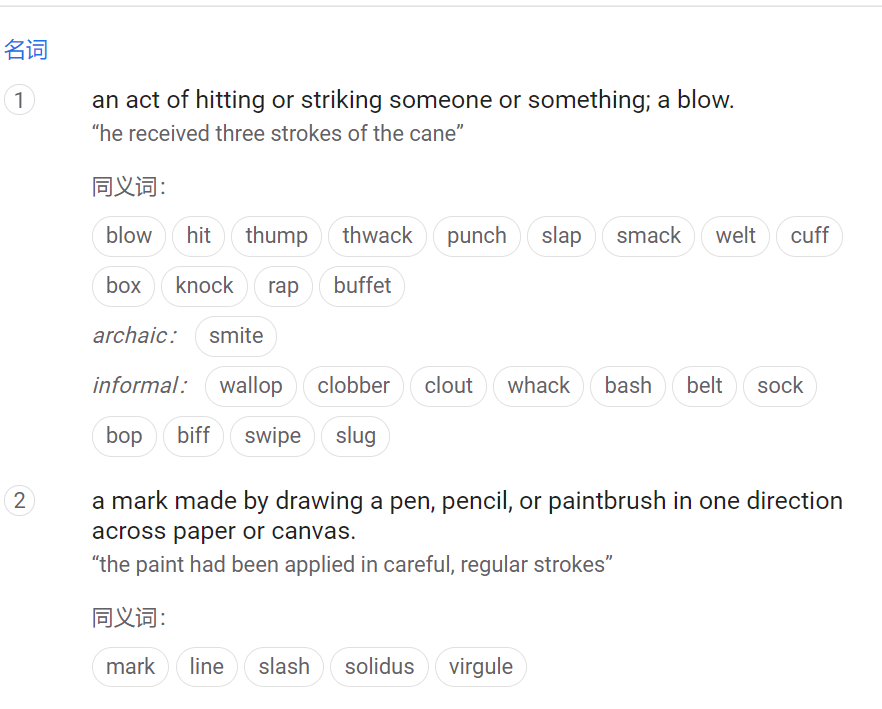 名词
1 an act of hitting or striking someone or something; a blow.
“he received three strokes of the cane”
同义词：
blow hit thump thwack punch slap smack welt cuff
box knock rap buffet
archaic： smite
informal： wallop clobber clout whack bash belt sock
bop biff swipe slug
2 a mark made by drawing a pen, pencil, or paintbrush in one direction
across paper or canvas.
“the paint had been applied in careful, regular strokes”
同义词：
mark line slash solidus virgule